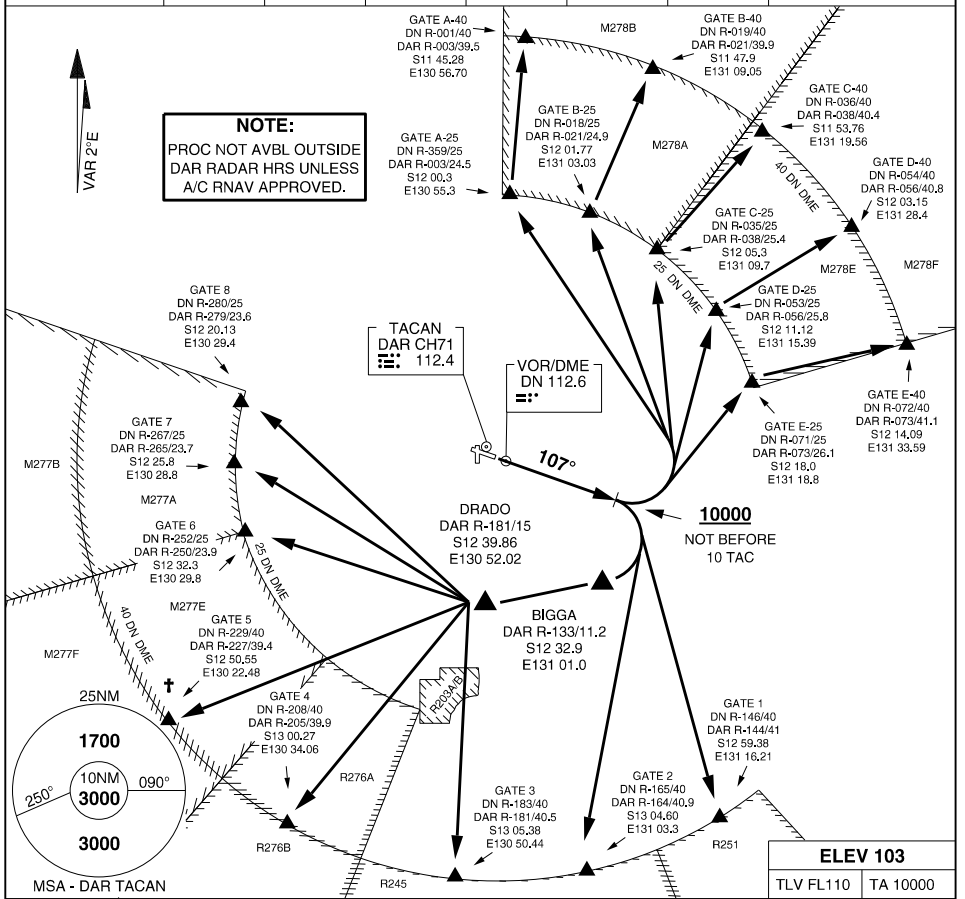 GATE A-40
DN R-001/40
DAR R-003/39.5
S11 45.28
E130 56.70
M278B
GATE B-40
DN R-019/40
DAR R-021/39.9
S11 47.9
E131 09.05
VAR 2°E
NOTE:
PROC NOT AVBL OUTSIDE
DAR RADAR HRS UNLESS
A/C RNAV APPROVED.
GATE B-25
DN R-018/25
DAR R-021/24.9
S12 01.77
E131 03.03
GATE C-40
DN R-036/40
DAR R-038/40.4
S11 53.76
E131 19.56
GATE A-25
DN R-359/25
DAR R-003/24.5
S12 00.3
E130 55.3
M278A
40 DN DME
GATE D-40
DN R-054/40
DAR R-056/40.8
S12 03.15
E131 28.4
GATE C-25
DN R-035/25
DAR R-038/25.4
S12 05.3
E131 09.7
25 DN DME
M278E
M278F
GATE D-25
DN R-053/25
DAR R-056/25.8
S12 11.12
E131 15.39
GATE 8
DN R-280/25
DAR R-279/23.6
S12 20.13
E130 29.4
TACAN
DAR CH71
112.4
VOR/DME
DN 112.6
GATE E-40
DN R-072/40
DAR R-073/41.1
S12 14.09
E131 33.59
GATE E-25
DN R-071/25
DAR R-073/26.1
S12 18.0
E131 18.8
GATE 7
DN R-267/25
DAR R-265/23.7
S12 25.8
E130 28.8
M277B
M277A
107°
10000
NOT BEFORE
10 TAC
DRADO
DAR R-181/15
S12 39.86
E130 52.02
GATE 6
DN R-252/25
DAR R-250/23.9
S12 32.3
E130 29.8
25 DN DME
M277E
40 DN DME
BIGGA
DAR R-133/11.2
S12 32.9
E131 01.0
GATE 5
DN R-229/40
DAR R-227/39.4
S12 50.55
E130 22.48
M277F
R203A/B
GATE 4
DN R-208/40
DAR R-205/39.9
S13 00.27
E130 34.06
GATE 1
DN R-146/40
DAR R-144/41
S12 59.38
E131 16.21
25NM
1700
10NM
3000
250°
090°
3000
MSA - DAR TACAN
R276A
R276B
GATE 3
DN R-183/40
DAR R-181/40.5
S13 05.38
E130 50.44
GATE 2
DN R-165/40
DAR R-164/40.9
S13 04.60
E131 03.3
R245
R251
ELEV 103
TLV FL110
TA 10000